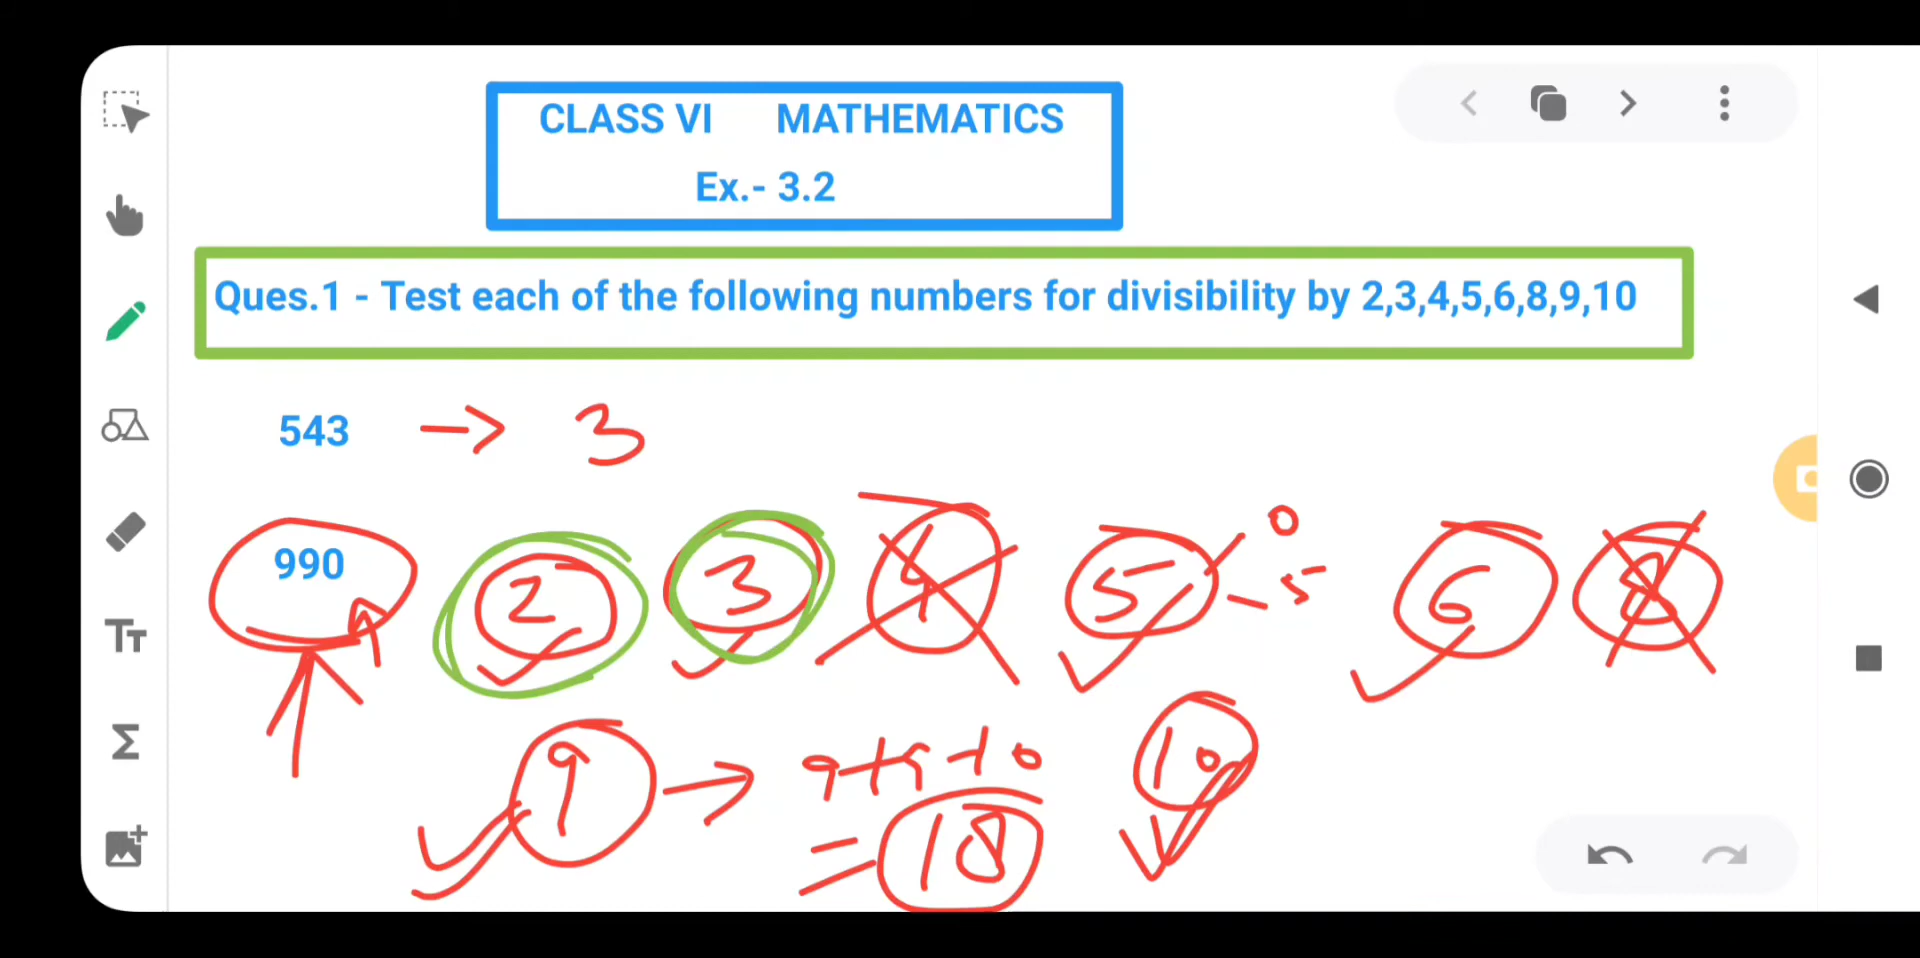 CLASS VI MATHEMATICS
Ex.- 3.2
Ques.1 - Test each of the following numbers for divisibility by 2,3,4,5,6,8,9,10
543 → 3
990 2 3 4 5 0 5 6 8
9 → 9+9+0 10
= 18
Tт
Σ